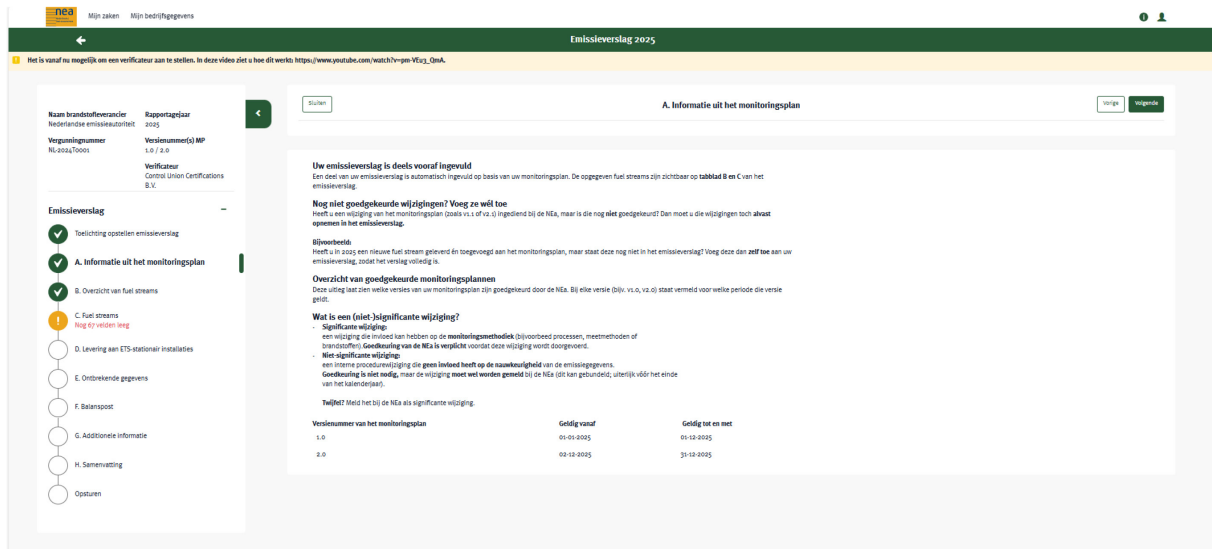 nea
Mijn zaken Mijn bedrijfsgegevens
Emissieverslag 2025
Het is vanaf nu mogelijk om een verificateur aan te stellen. In deze video ziet u hoe dit werkt: https://www.youtube.com/watch?v=pm-VEu3_QmA.
Naam brandstofleverancier Rapportagejaar
Nederlandse emissieautoriteit 2025
Vergunningnummer Versienummer(s) MP
NL-2024T0001 1.0 / 2.0
Verificateur
Control Union Certifications
B.V.
Emissieverslag
Toelichting opstellen emissieverslag
A. Informatie uit het monitoringsplan
B. Overzicht van fuel
streams
C. Fuel streams
Nog 67 velden leeg
D. Levering aan ETS-
stationair installaties
E. Ontbrekende gegevens
F. Balanspost
G. Additionele informatie
H. Samenvatting
Opsturen
Sluiten
A. Informatie uit het monitoringsplan
Vorige Volgende
Uw emissieverslag is deels vooraf ingevuld
Een deel van uw emissieverslag is automatisch ingevuld op basis van uw monitoringsplan. De opgegeven fuel streams zijn zichtbaar op tabblad B en C van het
emissieverslag.
Nog niet goedgekeurde wijzigingen? Voeg ze wél toe
Heeft u een wijziging van het monitoringsplan (zoals v1.1 of v2.1) ingediend bij de NEa, maar is die nog niet goedgekeurd? Dan moet u die wijzigingen toch alvast
opnemen in het emissieverslag.
Bijvoorbeeld:
Heeft u in 2025 een nieuwe fuel stream geleverd én toegevoegd aan het monitoringsplan, maar staat deze nog niet in het emissieverslag? Voeg deze dan zelf toe aan uw
emissieverslag, zodat het verslag volledig is.
Overzicht van goedgekeurde monitoringsplannen
Deze uitleg laat zien welke versies van uw monitoringsplan zijn goedgekeurd door de NEa. Bij elke versie (bijv. v1.0, v2.0) staat vermeld voor welke periode die versie
geldt.
Wat is een (niet-)significante wijziging?
- Significante wijziging:
een wijziging die invloed kan hebben op de monitoringsmethodiek (bijvoorbeed processen, meetmethoden of
brandstoffen).Goedkeuring van de NEa is verplicht voordat deze wijziging wordt doorgevoerd.
- Niet-significante wijziging:
een interne procedurewijziging die geen invloed heeft op de nauwkeurigheid van de emissiegegevens.
Goedkeuring is niet nodig, maar de wijziging moet wel worden gemeld bij de NEa (dit kan gebundeld; uiterlijk vóór het einde
van het kalenderjaar).
Twijfel? Meld het bij de NEa als significante wijziging.
Versienummer van het monitoringsplan Geldig vanaf Geldig tot en met
1.0 01-01-2025 01-12-2025
2.0 02-12-2025 31-12-2025